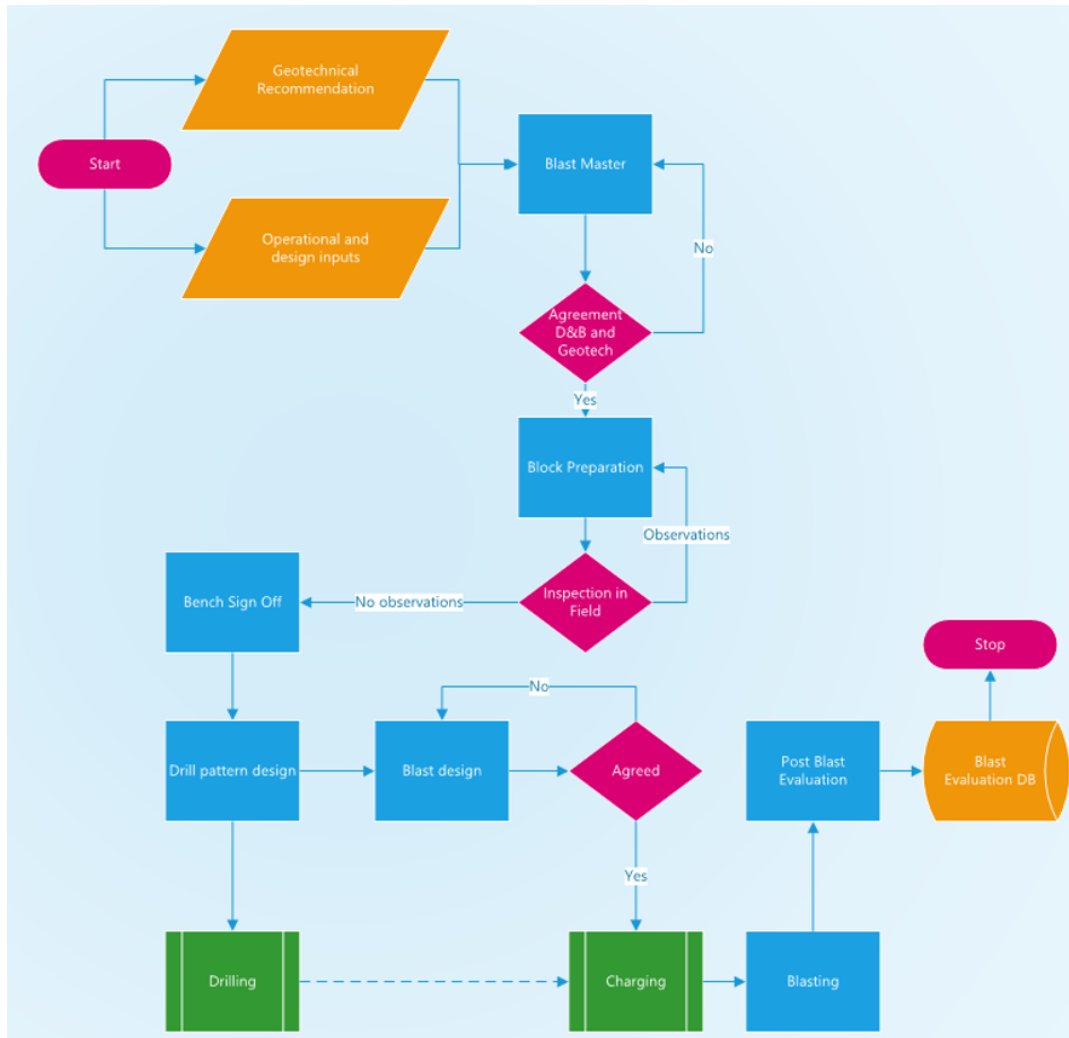 Geotechnical
Recommendation
Start
Blast Master
Operational and
design inputs
No
Agreement
D&B and
Geotech
Yes
Block Preparation
Observations
Bench Sign Off
No observations
Inspection in
Field
Stop
No
Drill pattern design
Blast design
Agreed
Post Blast
Evaluation
Blast
Evaluation DB
Yes
Drilling
Charging
Blasting